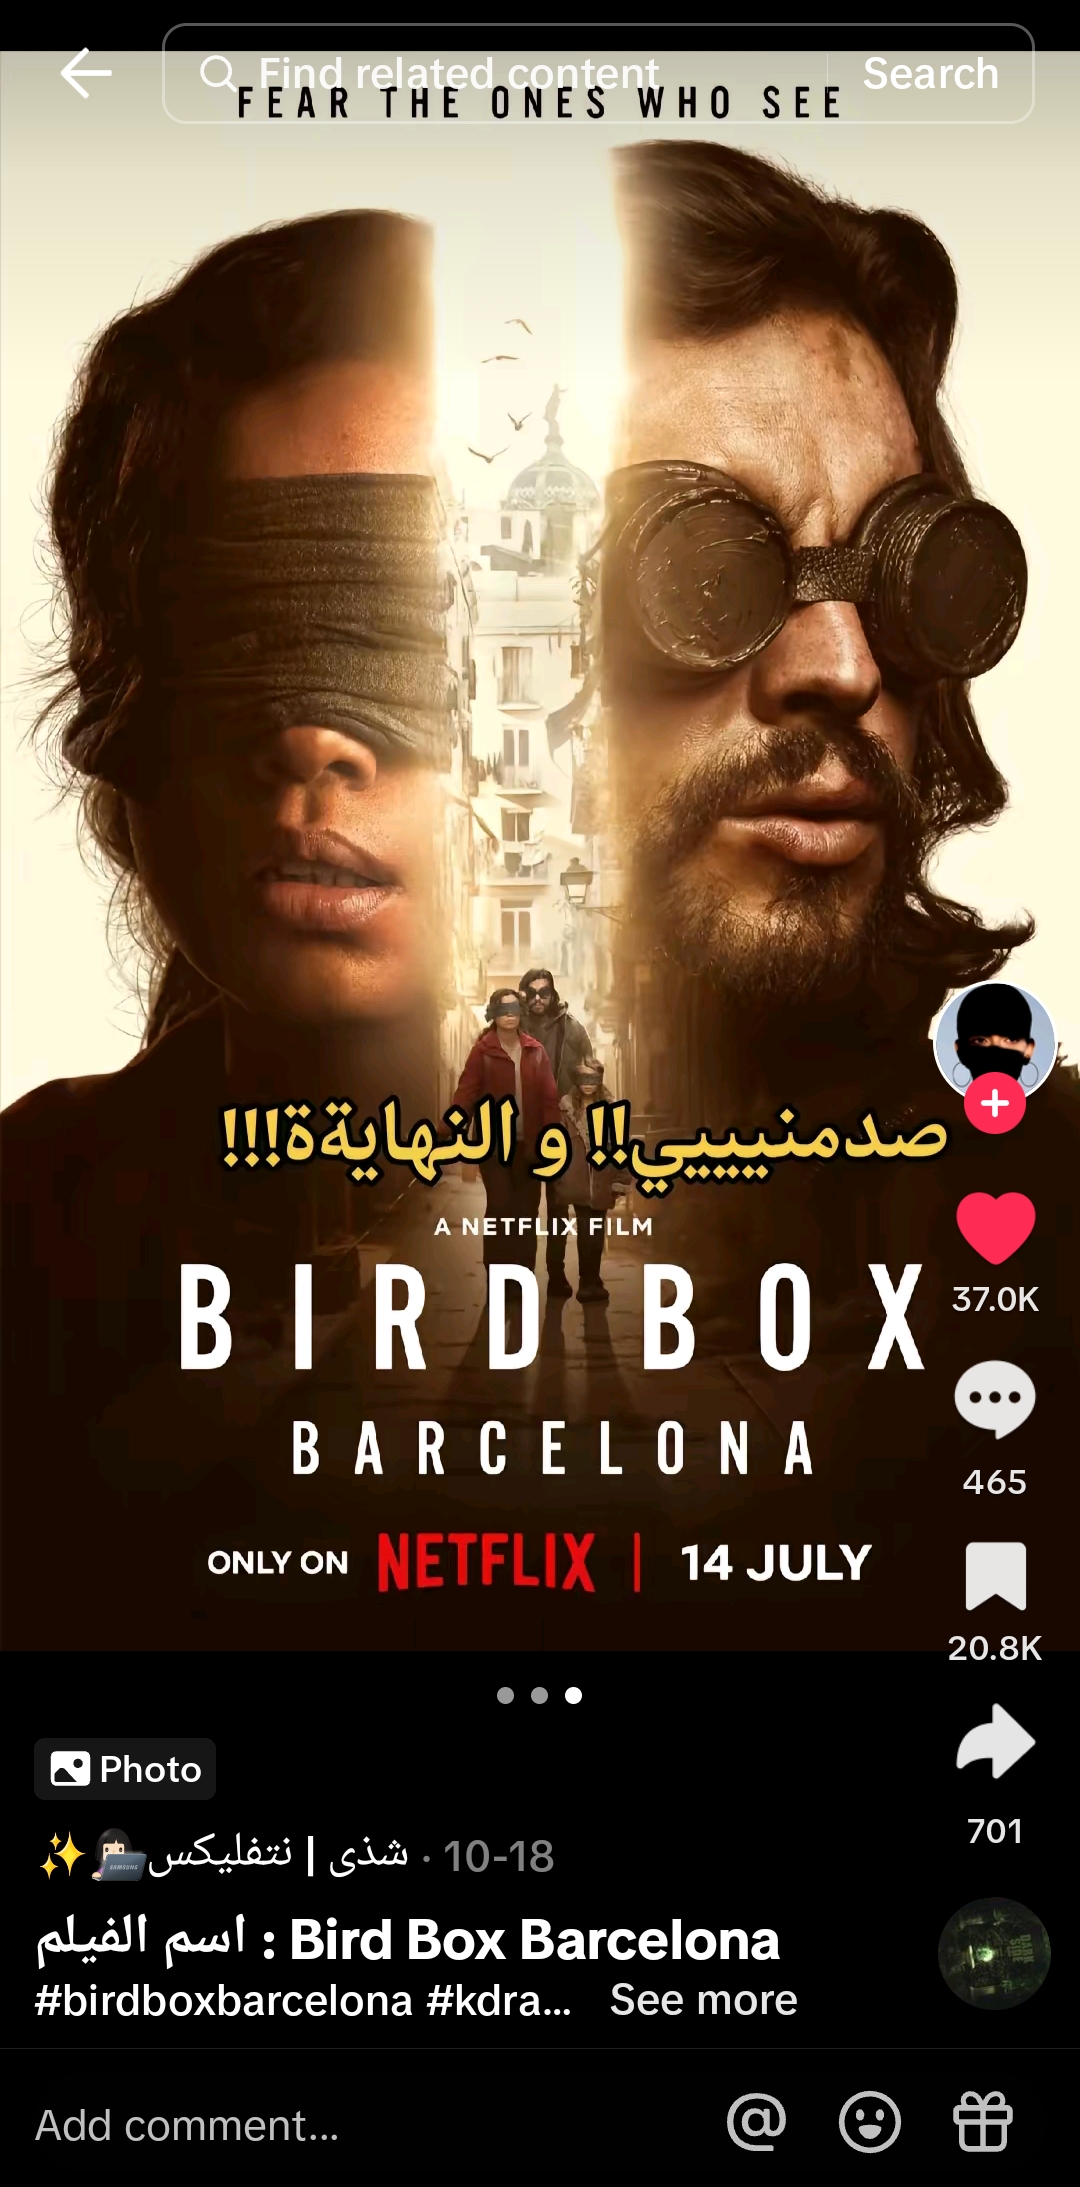 Find related content
Search
FEAR THE ONES WHO SEE
صدمنيييي!! و النهايةة!!!
A NETFLIX FILM
BIRD BOX
BARCELONA
ONLY ON NETFLIX | 14 JULY
37.0K
465
20.8K
701
Photo
شذى | نتفليكس👩🏻‍💻✨ · 10-18
اسم الفيلم : Bird Box Barcelona
#birdboxbarcelona #kdra... See more
Add comment...